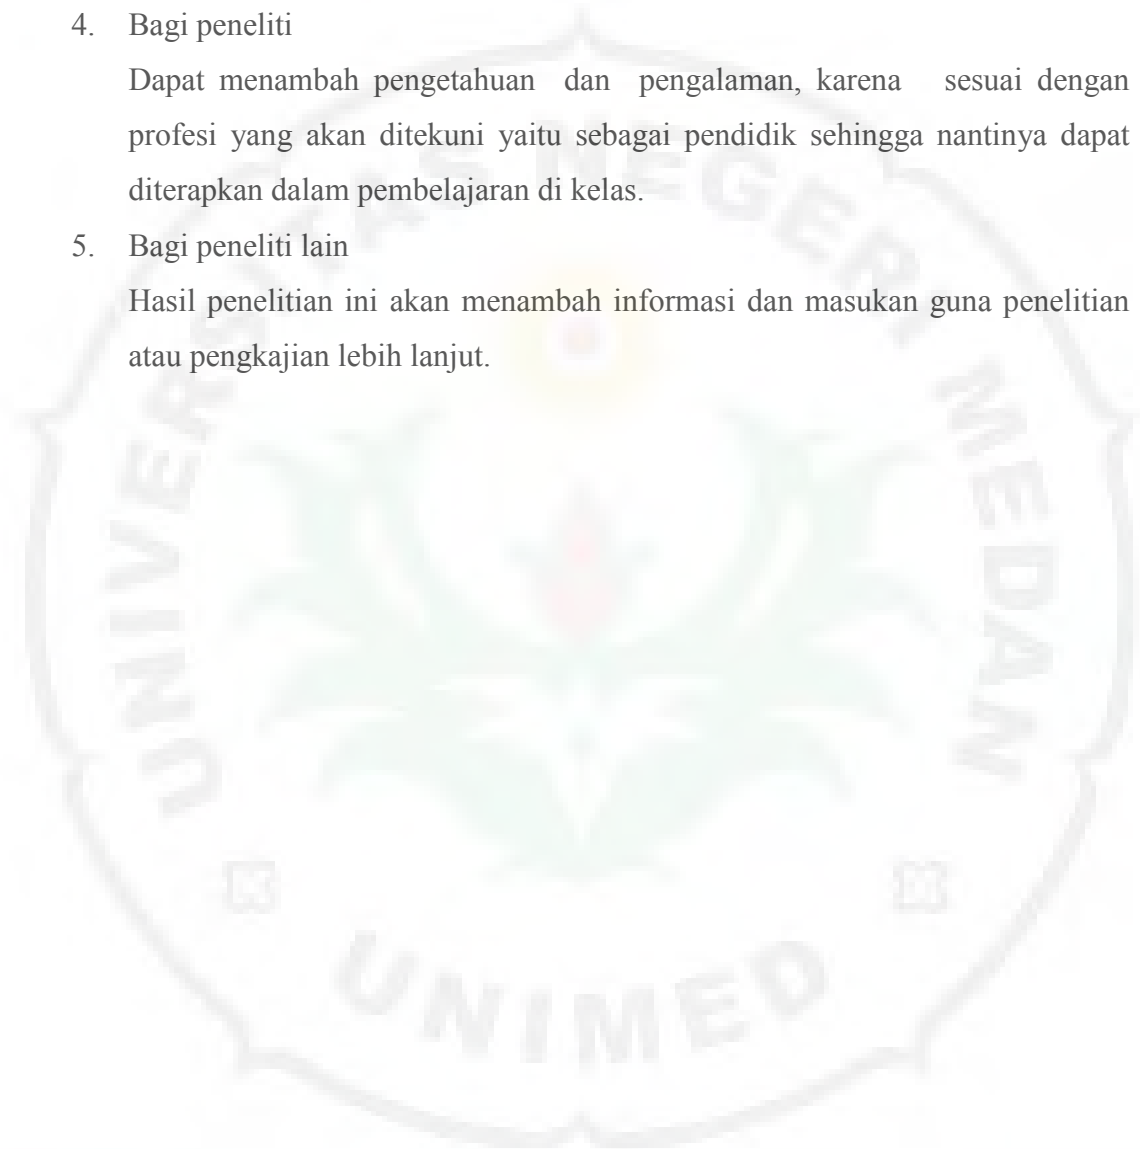 4. Bagi peneliti
Dapat menambah pengetahuan dan pengalaman, karena sesuai dengan
profesi yang akan ditekuni yaitu sebagai pendidik sehingga nantinya dapat
diterapkan dalam pembelajaran di kelas.
5. Bagi peneliti lain
Hasil penelitian ini akan menambah informasi dan masukan guna penelitian
atau pengkajian lebih lanjut.
UNIVERSITAS NEGERI MEDAN
UNIMED